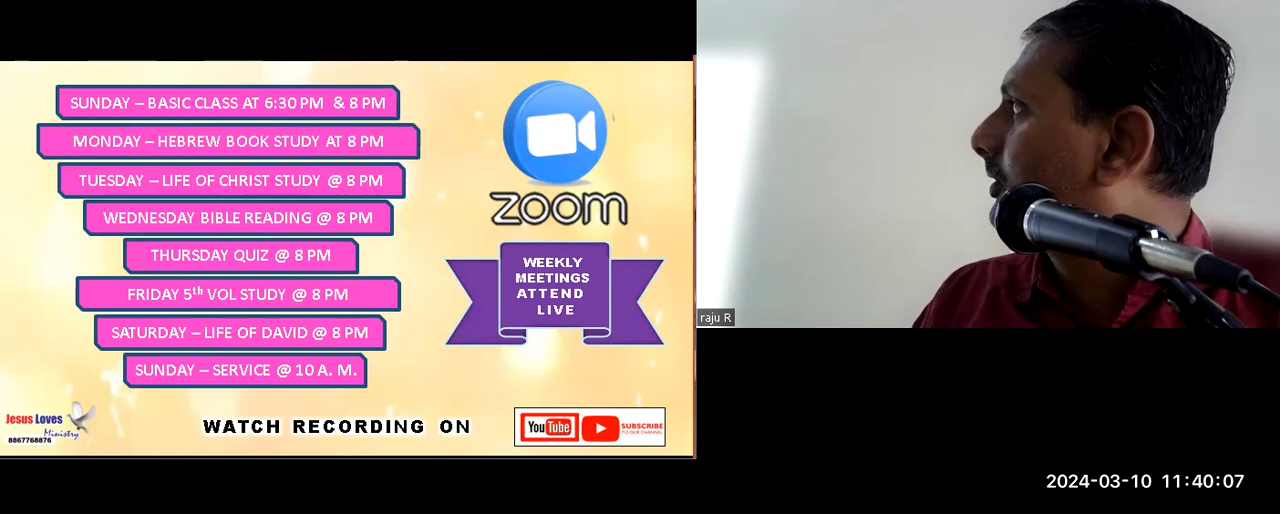 SUNDAY – BASIC CLASS AT 6:30 PM & 8 PM
MONDAY – HEBREW BOOK STUDY AT 8 PM
TUESDAY – LIFE OF CHRIST STUDY @ 8 PM
WEDNESDAY BIBLE READING @ 8 PM
THURSDAY QUIZ @ 8 PM
FRIDAY 5th VOL STUDY @ 8 PM
SATURDAY – LIFE OF DAVID @ 8 PM
SUNDAY – SERVICE @ 10 A. M.
zoom
WEEKLY
MEETINGS
ATTEND
LIVE
Jesus Loves
Ministry
8867768876
WATCH RECORDING ON
YouTube
SUBSCRIBE
TO OUR CHANNEL
raju R
2024-03-10 11:40:07